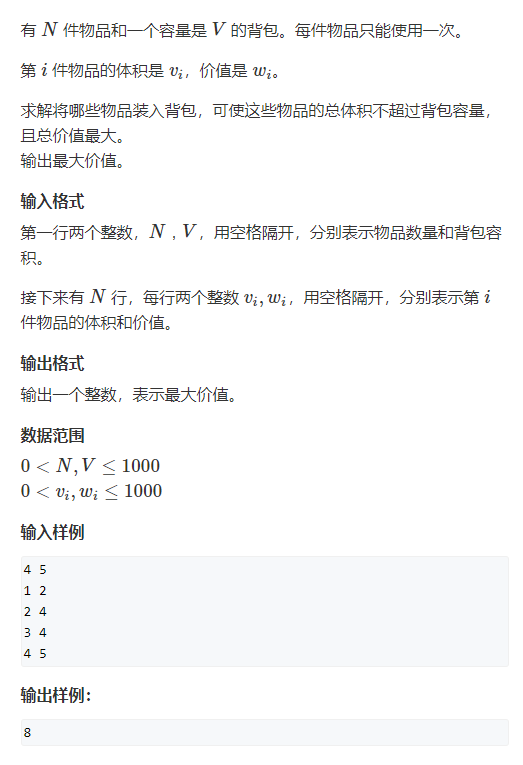 有 N 件物品和一个容量是 V 的背包。每件物品只能使用一次。
第 i 件物品的体积是 vᵢ，价值是 wᵢ。
求解将哪些物品装入背包，可使这些物品的总体积不超过背包容量，
且总价值最大。
输出最大价值。
输入格式
第一行两个整数，N，V，用空格隔开，分别表示物品数量和背包容
积。
接下来有 N 行，每行两个整数 vᵢ, wᵢ，用空格隔开，分别表示第 i
件物品的体积和价值。
输出格式
输出一个整数，表示最大价值。
数据范围
0 < N, V ≤ 1000
0 < vᵢ, wᵢ ≤ 1000
输入样例
4 5
1 2
2 4
3 4
4 5
输出样例：
8